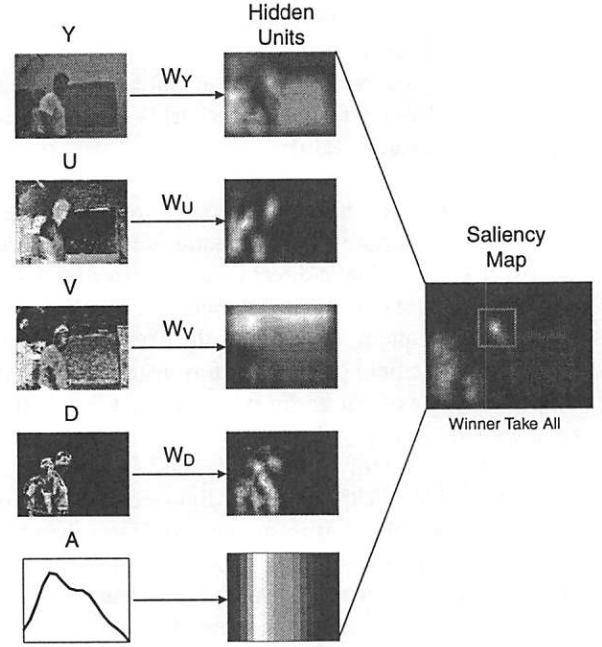 Y
Hidden
Units
W_Y
U
W_U
V
W_V
D
W_D
A
Saliency
Map
Winner Take All